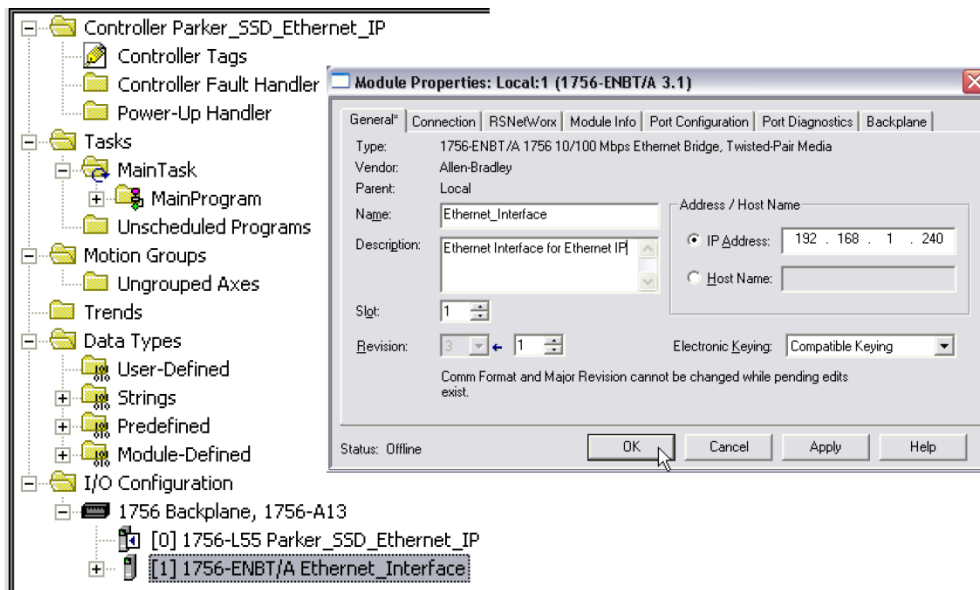 Controller Parker_SSD_Ethernet_IP
Controller Tags
Controller Fault Handler
Power-Up Handler
Tasks
MainTask
MainProgram
Unscheduled Programs
Motion Groups
Ungrouped Axes
Trends
Data Types
User-Defined
Strings
Predefined
Module-Defined
I/O Configuration
1756 Backplane, 1756-A13
[0] 1756-L55 Parker_SSD_Ethernet_IP
[1] 1756-ENBT/A Ethernet_Interface
Module Properties: Local:1 (1756-ENBT/A 3.1)
General* Connection RSNetWorx Module Info Port Configuration Port Diagnostics Backplane
Type: 1756-ENBT/A 1756 10/100 Mbps Ethernet Bridge, Twisted-Pair Media
Vendor: Allen-Bradley
Parent: Local
Name: Ethernet_Interface
Description: Ethernet Interface for Ethernet IP
Address / Host Name
IP Address: 192 . 168 . 1 . 240
Host Name:
Slot: 1
Revision: 3 1
Electronic Keying: Compatible Keying
Comm Format and Major Revision cannot be changed while pending edits
exist.
Status: Offline
OK Cancel Apply Help